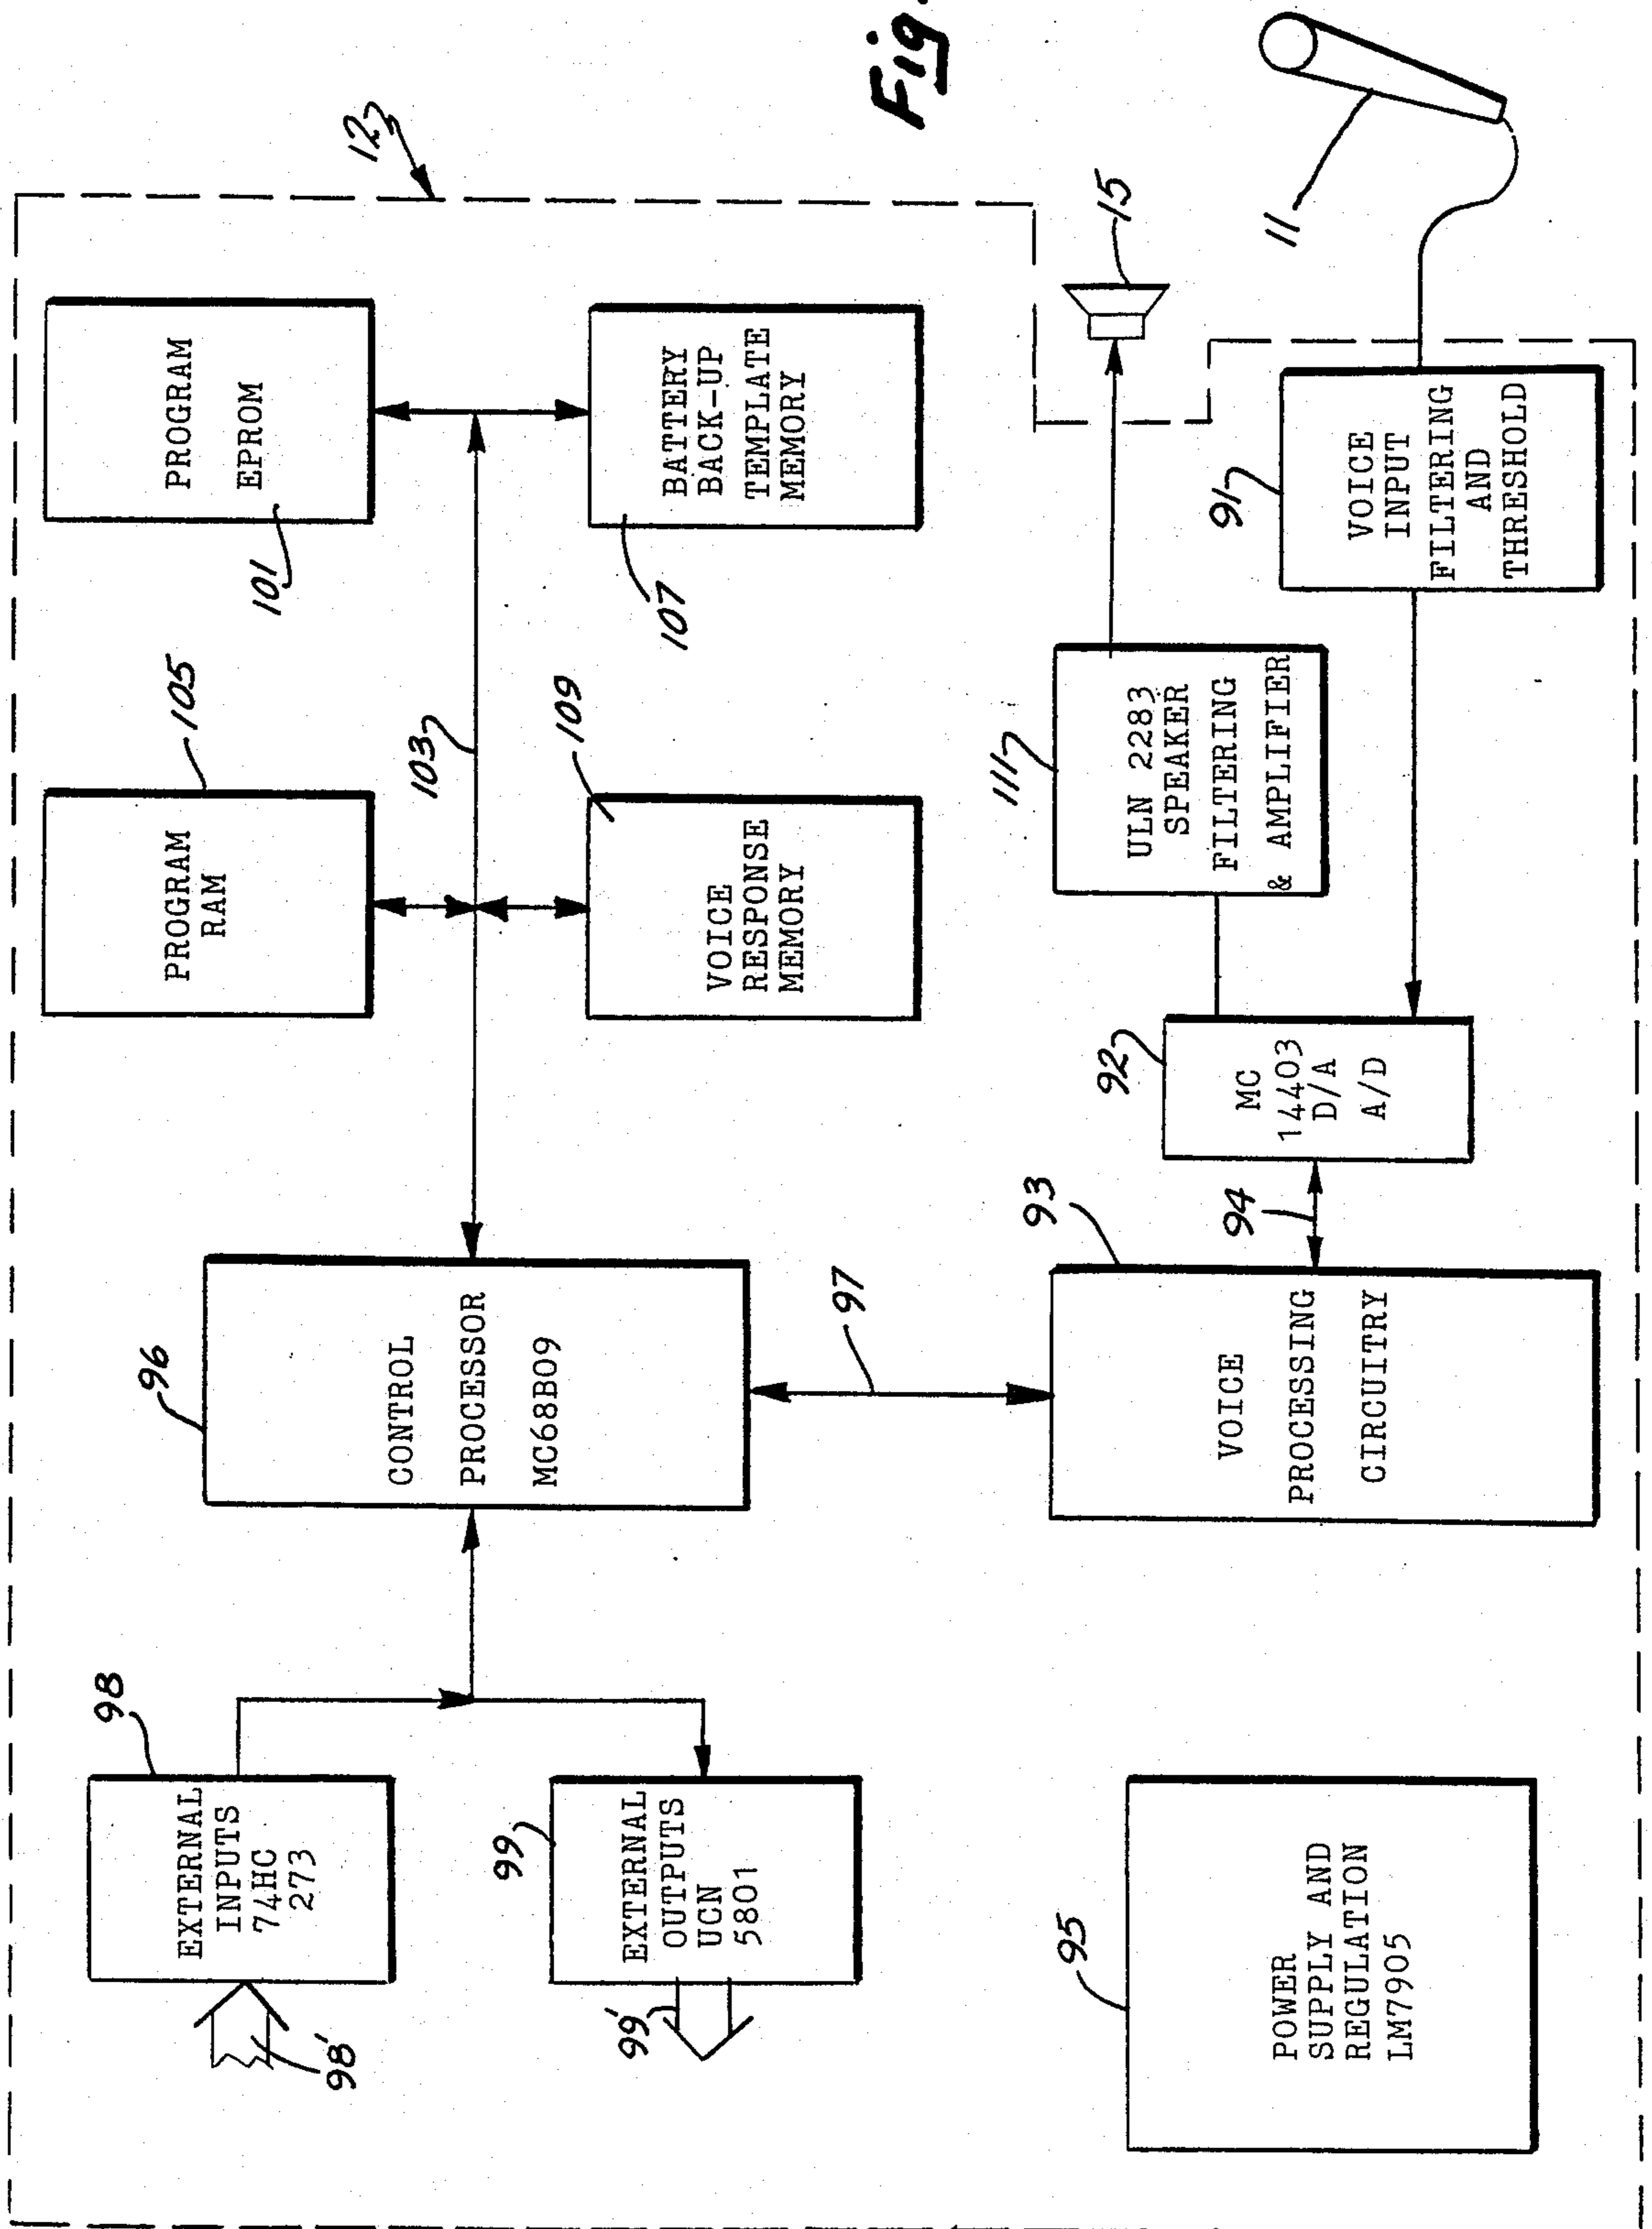 Fig.
12
98
EXTERNAL
INPUTS
74HC
273
98'
99
EXTERNAL
OUTPUTS
UCN
5801
99'
96
CONTROL
PROCESSOR
MC68B09
97
103
105
PROGRAM
RAM
101
PROGRAM
EPROM
109
VOICE
RESPONSE
MEMORY
107
BATTERY
BACK-UP
TEMPLATE
MEMORY
95
POWER
SUPPLY AND
REGULATION
LM7905
93
VOICE
PROCESSING
CIRCUITRY
94
92
MC
14403
D/A
A/D
111
ULN 2283
SPEAKER
FILTERING
& AMPLIFIER
15
91
VOICE
INPUT
FILTERING
AND
THRESHOLD
11